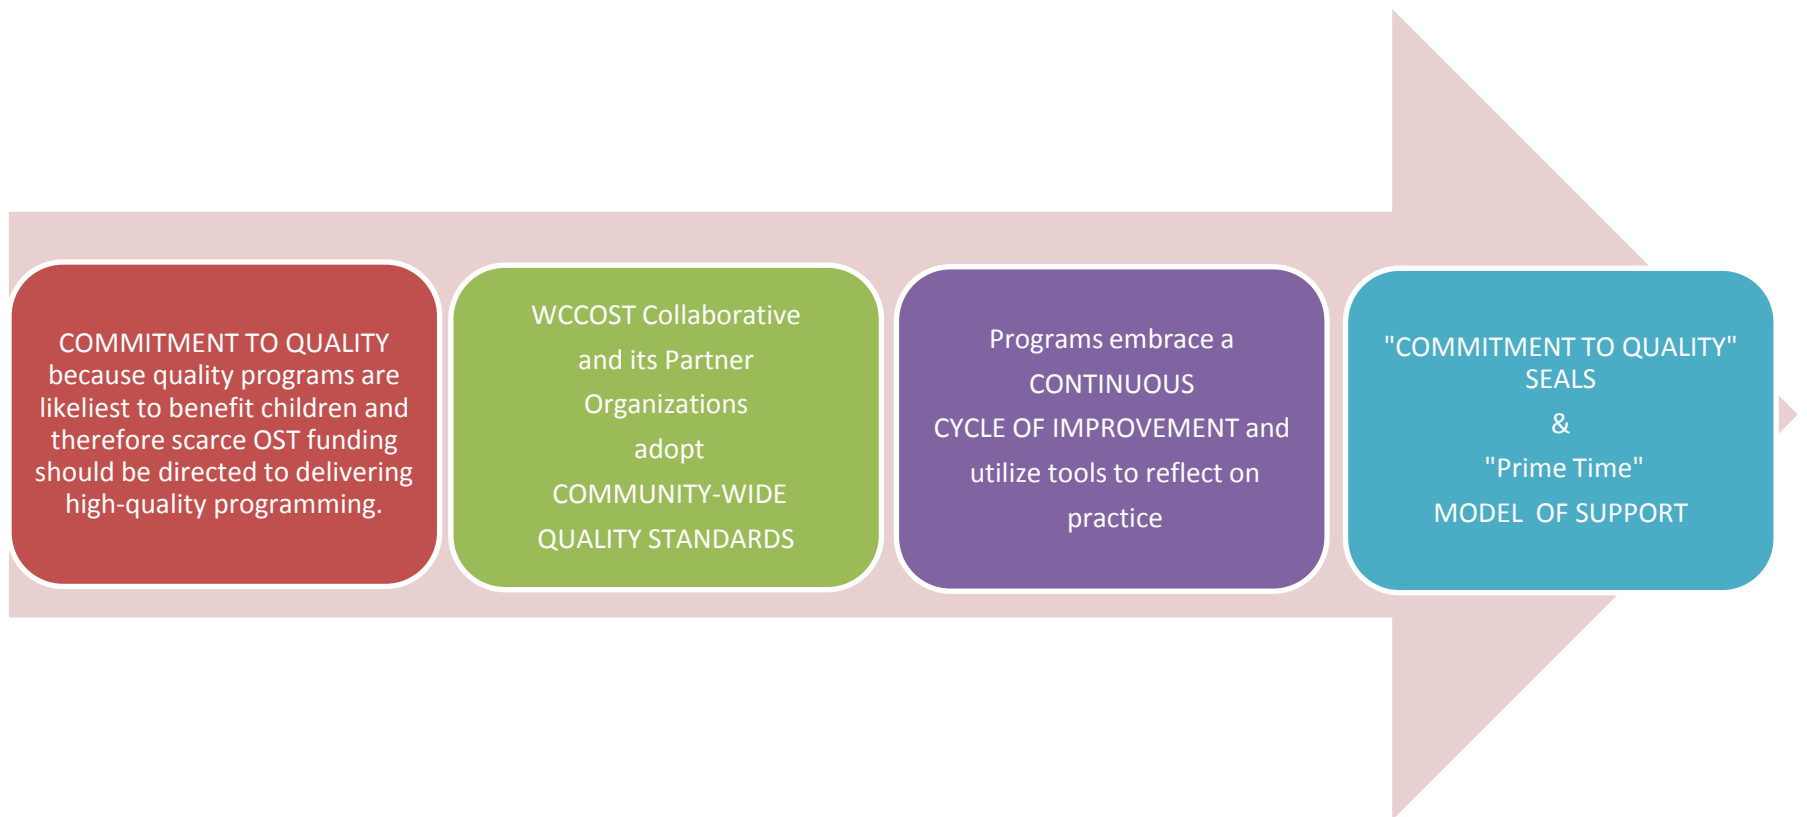 COMMITMENT TO QUALITY
because quality programs are
likeliest to benefit children and
therefore scarce OST funding
should be directed to delivering
high-quality programming.
WCCOST Collaborative
and its Partner
Organizations
adopt
COMMUNITY-WIDE
QUALITY STANDARDS
Programs embrace a
CONTINUOUS
CYCLE OF IMPROVEMENT and
utilize tools to reflect on
practice
"COMMITMENT TO QUALITY"
SEALS
&
"Prime Time"
MODEL OF SUPPORT